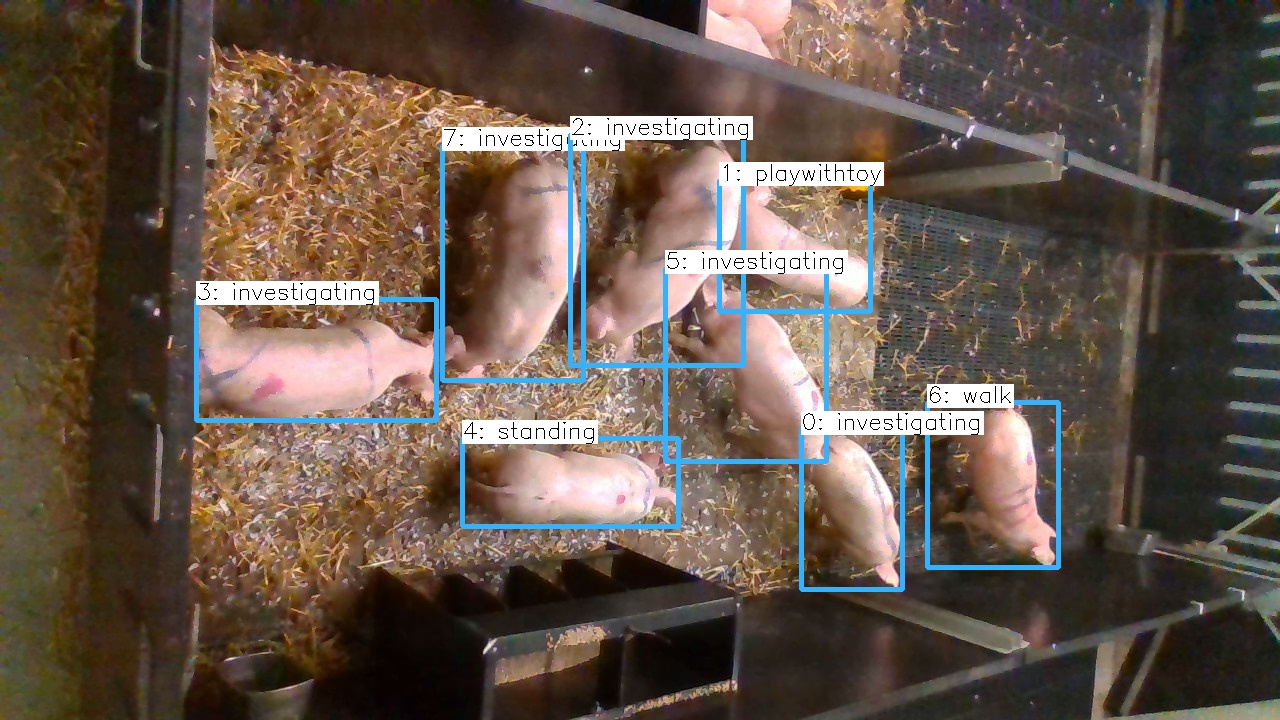 7: investigating
2: investigating
1: playwithtoy
5: investigating
3: investigating
6: walk
0: investigating
4: standing